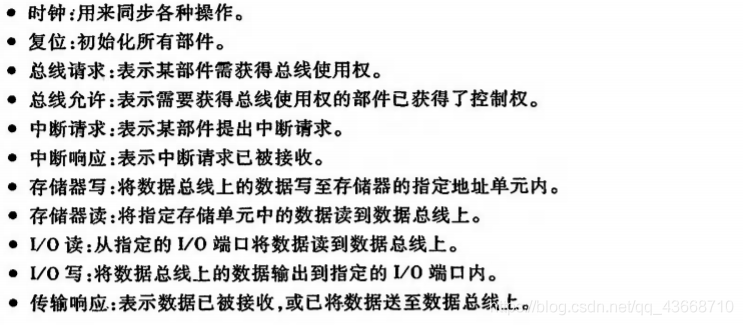 • 时钟:用来同步各种操作。
• 复位:初始化所有部件。
• 总线请求:表示某部件需获得总线使用权。
• 总线允许:表示需要获得总线使用权的部件已获得了控制权。
• 中断请求:表示某部件提出中断请求。
• 中断响应:表示中断请求已被接收。
• 存储器写:将数据总线上的数据写至存储器的指定地址单元内。
• 存储器读:将指定存储单元中的数据读到数据总线上。
• I/O 读:从指定的 I/O 端口将数据读到数据总线上。
• I/O 写:将数据总线上的数据输出到指定的 I/O 端口内。
• 传输响应:表示数据已被接收,或已将数据送至数据总线上。
blog.csdn.net/qq_43668710